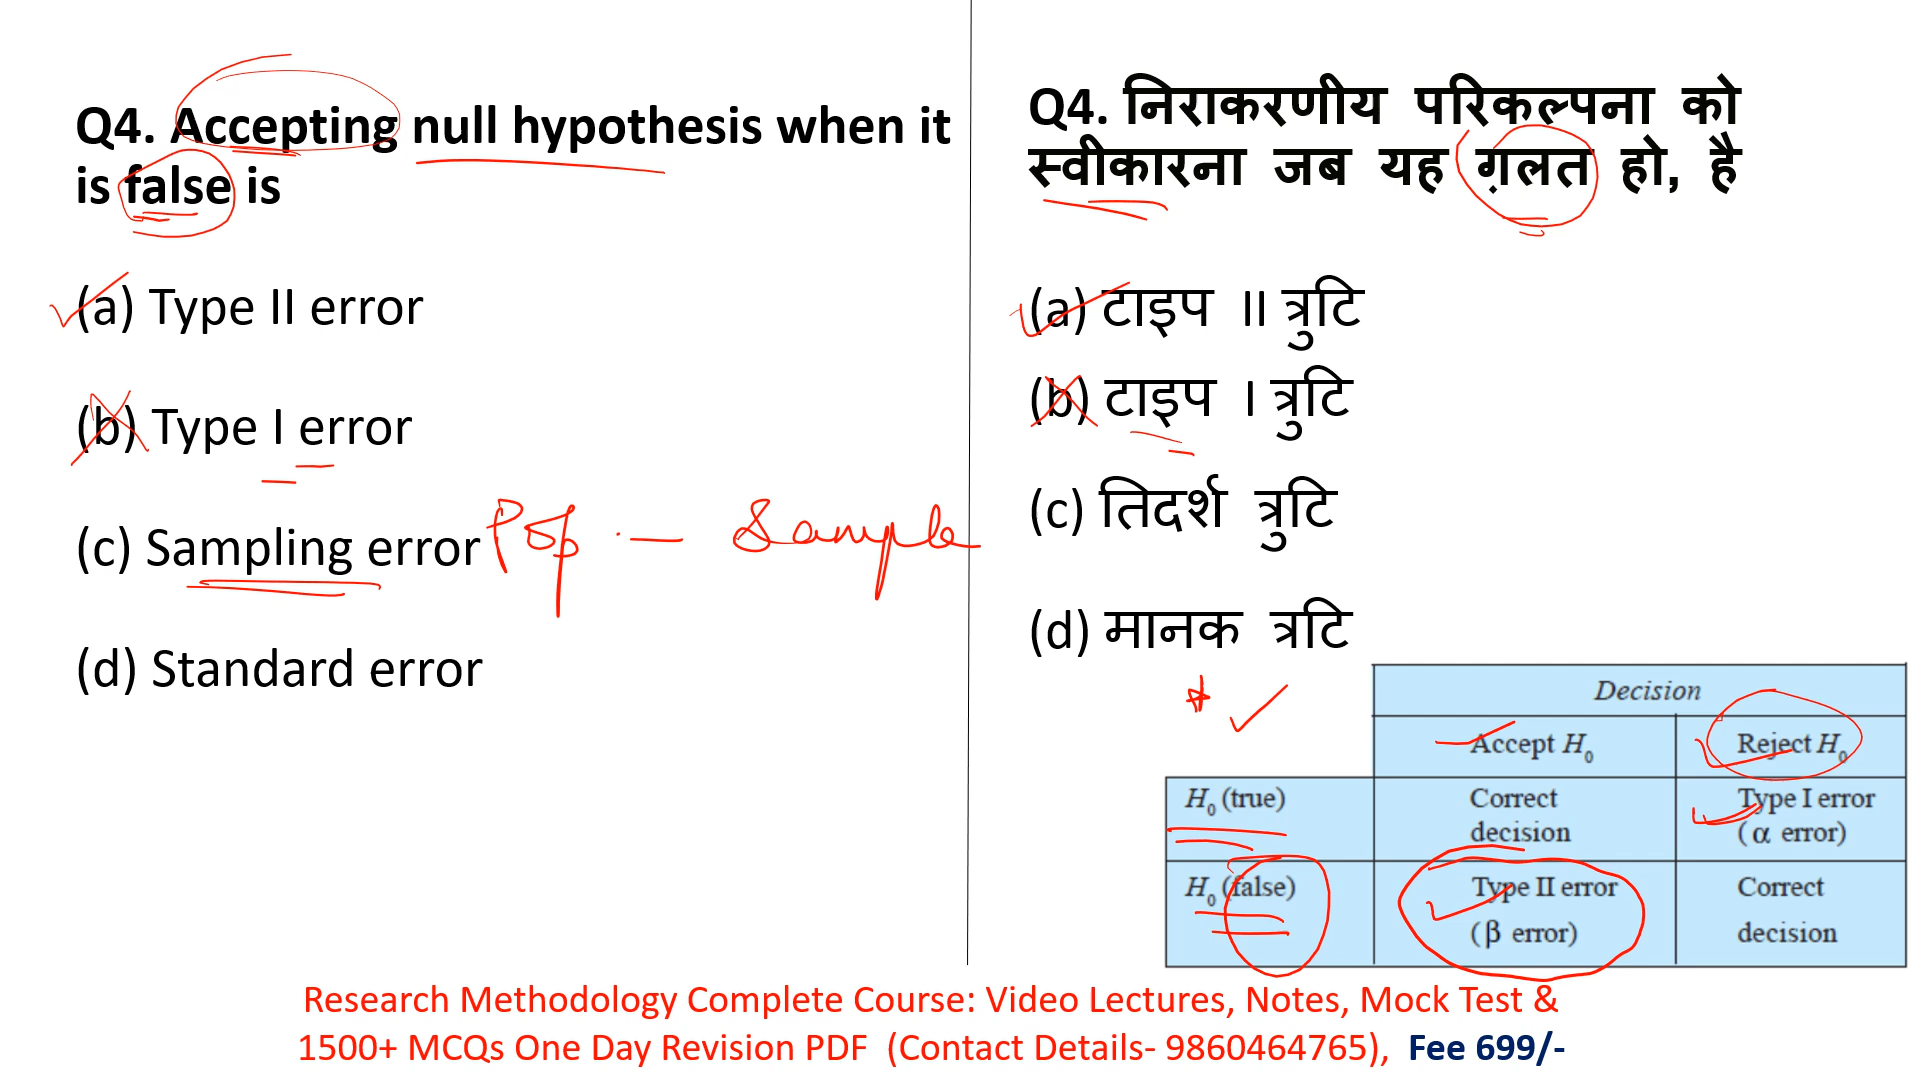 Q4. Accepting null hypothesis when it
is false is
(a) Type II error
(b) Type I error
(c) Sampling error
Pop. — Sample
(d) Standard error
Q4. निराकरणीय परिकल्पना को
स्वीकारना जब यह ग़लत हो, है
(a) टाइप ॥ त्रुटि
(b) टाइप । त्रुटि
(c) तिदर्श त्रुटि
(d) मानक त्रटि
Decision
Accept H₀ Reject H₀
H₀ (true) Correct decision Type I error (α error)
H₀ (false) Type II error (β error) Correct decision
Research Methodology Complete Course: Video Lectures, Notes, Mock Test &
1500+ MCQs One Day Revision PDF (Contact Details- 9860464765), Fee 699/-